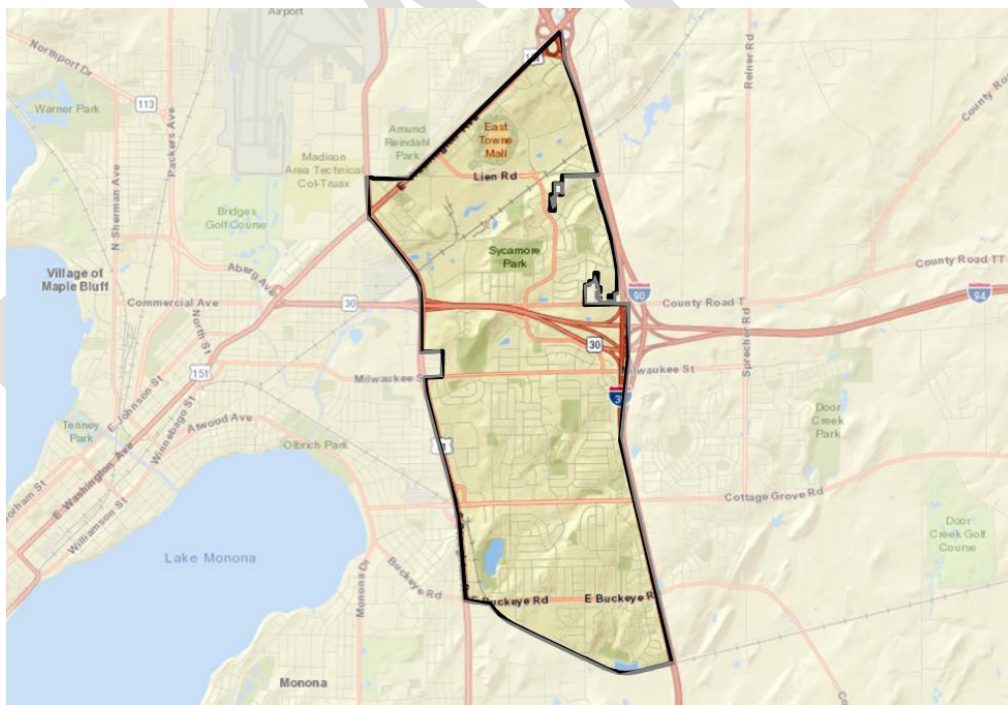 Airport
Northport Dr
Warner Park
113
Packers Ave
N Sherman Ave
Madison
Area Technical
Col-Truax
Amund
Reindahl
Park
East
Towne
Mall
Lien Rd
Reiner Rd
Bridges
Golf Course
Aberg Ave
Sycamore
Park
Village of
Maple Bluff
Commercial Ave
30
North St
90
County Road T
County Road TT
94
30
151
Milwaukee St
Milwaukee St
Sprecher Rd
E Johnson St
Winnebago St
Atwood Ave
Tenney
Park
Olbrich Park
Door
Creek
Park
E Washington Ave
Williamson St
Cottage Grove Rd
Lake Monona
Door
Creek Golf
Course
Monona Dr
Buckeye Rd
E Buckeye Rd
E Buckeye R
Monona